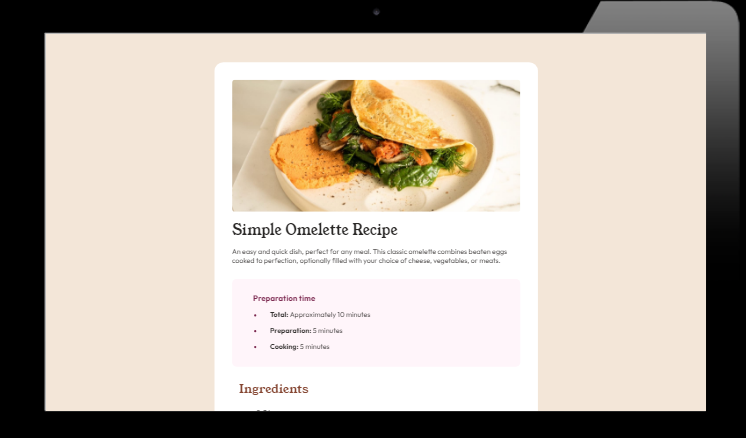 Simple Omelette Recipe
An easy and quick dish, perfect for any meal. This classic omelette combines beaten eggs
cooked to perfection, optionally filled with your choice of cheese, vegetables, or meats.
Preparation time
• Total: Approximately 10 minutes
• Preparation: 5 minutes
• Cooking: 5 minutes
Ingredients